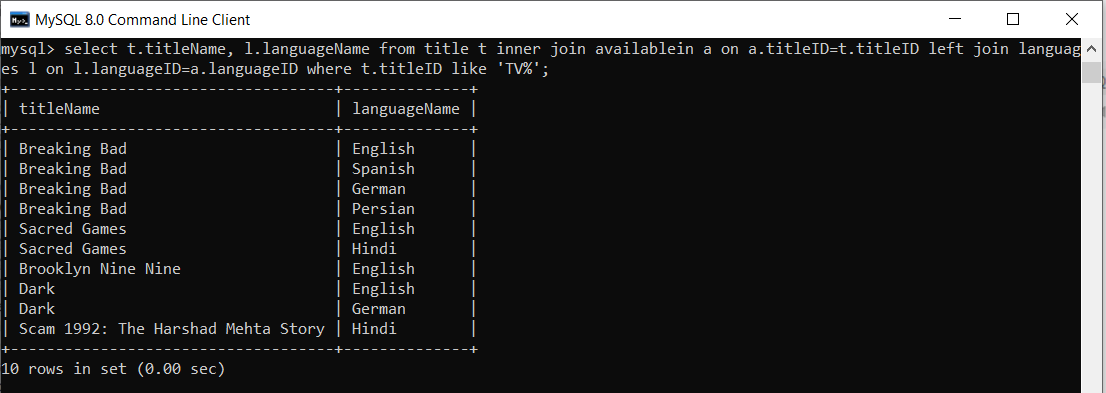 MySQL 8.0 Command Line Client
mysql> select t.titleName, l.languageName from title t inner join availablein a on a.titleID=t.titleID left join languag
es l on l.languageID=a.languageID where t.titleID like 'TV%';
+-----------------------------------+--------------+
| titleName                         | languageName |
+-----------------------------------+--------------+
| Breaking Bad                      | English      |
| Breaking Bad                      | Spanish      |
| Breaking Bad                      | German       |
| Breaking Bad                      | Persian      |
| Sacred Games                      | English      |
| Sacred Games                      | Hindi        |
| Brooklyn Nine Nine                | English      |
| Dark                              | English      |
| Dark                              | German       |
| Scam 1992: The Harshad Mehta Story | Hindi        |
+-----------------------------------+--------------+
10 rows in set (0.00 sec)